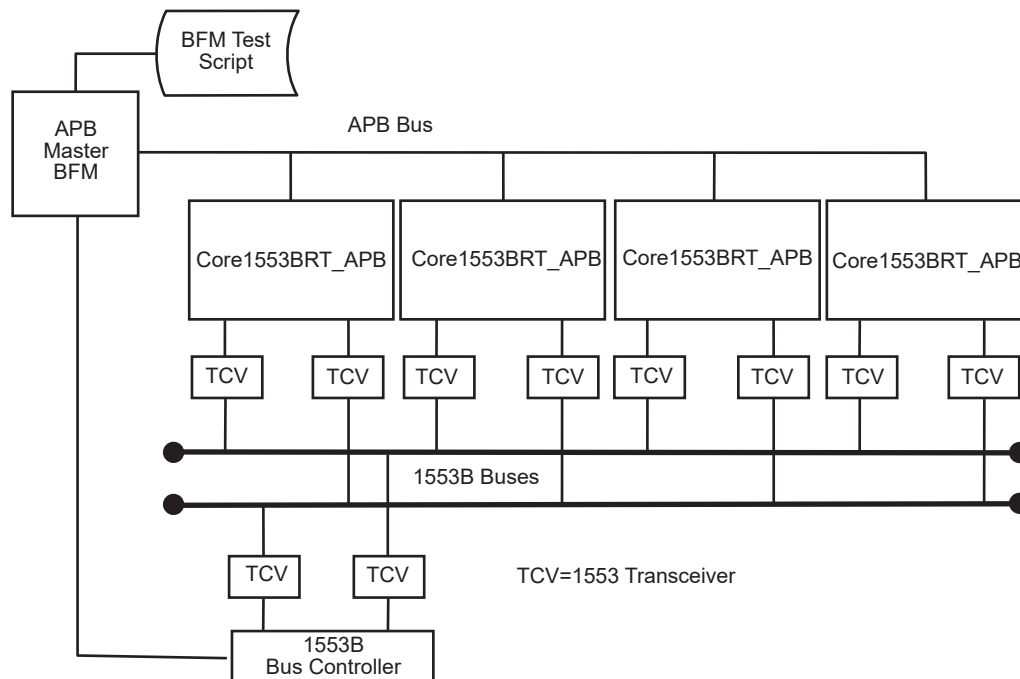 BFM Test
Script
APB
Master
BFM
APB Bus
Core1553BRT_APB
Core1553BRT_APB
Core1553BRT_APB
Core1553BRT_APB
TCV
TCV
TCV
TCV
TCV
TCV
TCV
TCV
1553B Buses
TCV
TCV
TCV=1553 Transceiver
1553B
Bus Controller